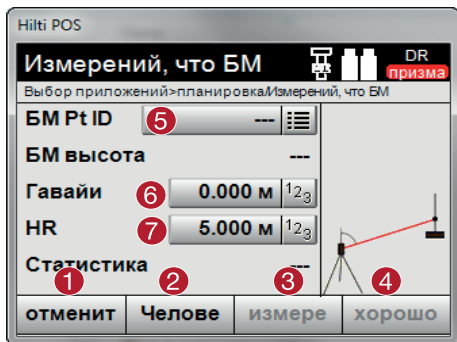 Hilti POS
Измерений, что БМ
DR
призма
Выбор приложений>планировка/Измерений, что БМ
БМ Pt ID 5 ---
БМ высота ---
Гавайи 6 0.000 м 123
HR 7 5.000 м 123
Статистика ---
1 2 3 4
отменит Челове измере хорошо